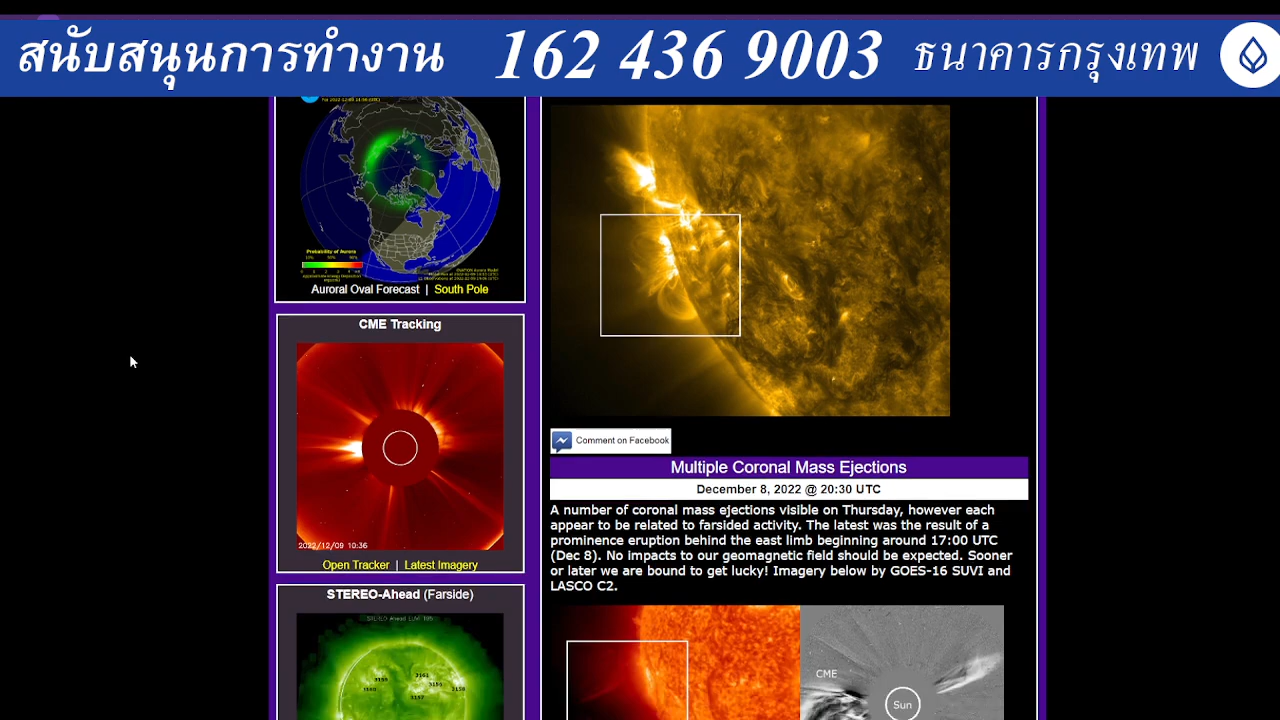 สนับสนุนการทำงาน 162 436 9003 ธนาคารกรุงเทพ
Probability of Aurora
Auroral Oval Forecast | South Pole
CME Tracking
2022/12/09 10:36
Open Tracker | Latest Imagery
STEREO-Ahead (Farside)
Comment on Facebook
Multiple Coronal Mass Ejections
December 8, 2022 @ 20:30 UTC
A number of coronal mass ejections visible on Thursday, however each
appear to be related to farsided activity. The latest was the result of a
prominence eruption behind the east limb beginning around 17:00 UTC
(Dec 8). No impacts to our geomagnetic field should be expected. Sooner
or later we are bound to get lucky! Imagery below by GOES-16 SUVI and
LASCO C2.
CME
Sun